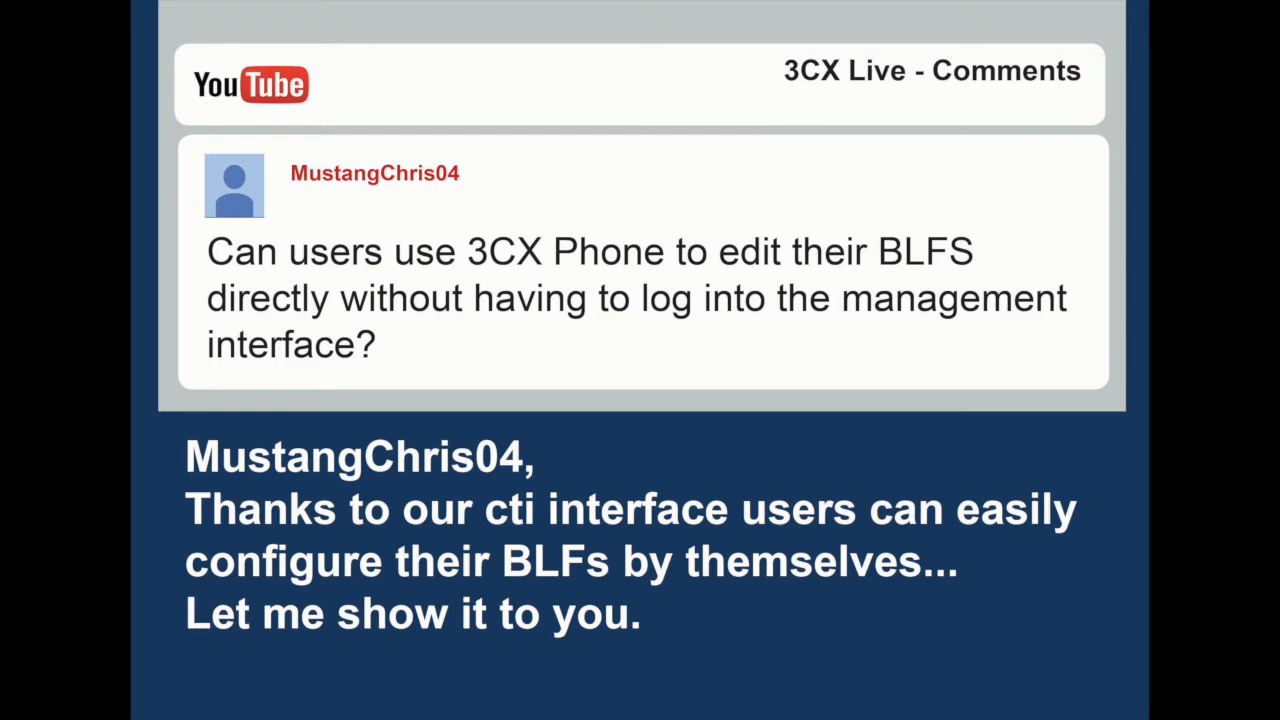 YouTube
3CX Live - Comments
MustangChris04
Can users use 3CX Phone to edit their BLFS
directly without having to log into the management
interface?
MustangChris04,
Thanks to our cti interface users can easily
configure their BLFs by themselves...
Let me show it to you.